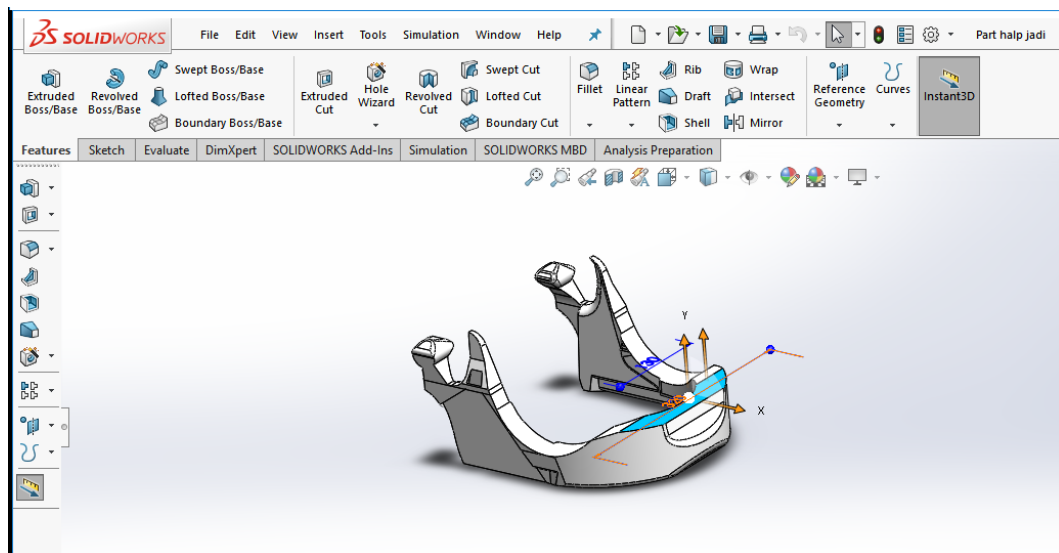 SOLIDWORKS File Edit View Insert Tools Simulation Window Help Part halp jadi
Extruded Boss/Base
Revolved Boss/Base
Swept Boss/Base
Lofted Boss/Base
Boundary Boss/Base
Extruded Cut
Hole Wizard
Revolved Cut
Swept Cut
Lofted Cut
Boundary Cut
Fillet
Linear Pattern
Rib
Draft
Shell
Wrap
Intersect
Mirror
Reference Geometry
Curves
Instant3D
Features Sketch Evaluate DimXpert SOLIDWORKS Add-Ins Simulation SOLIDWORKS MBD Analysis Preparation
Y
X